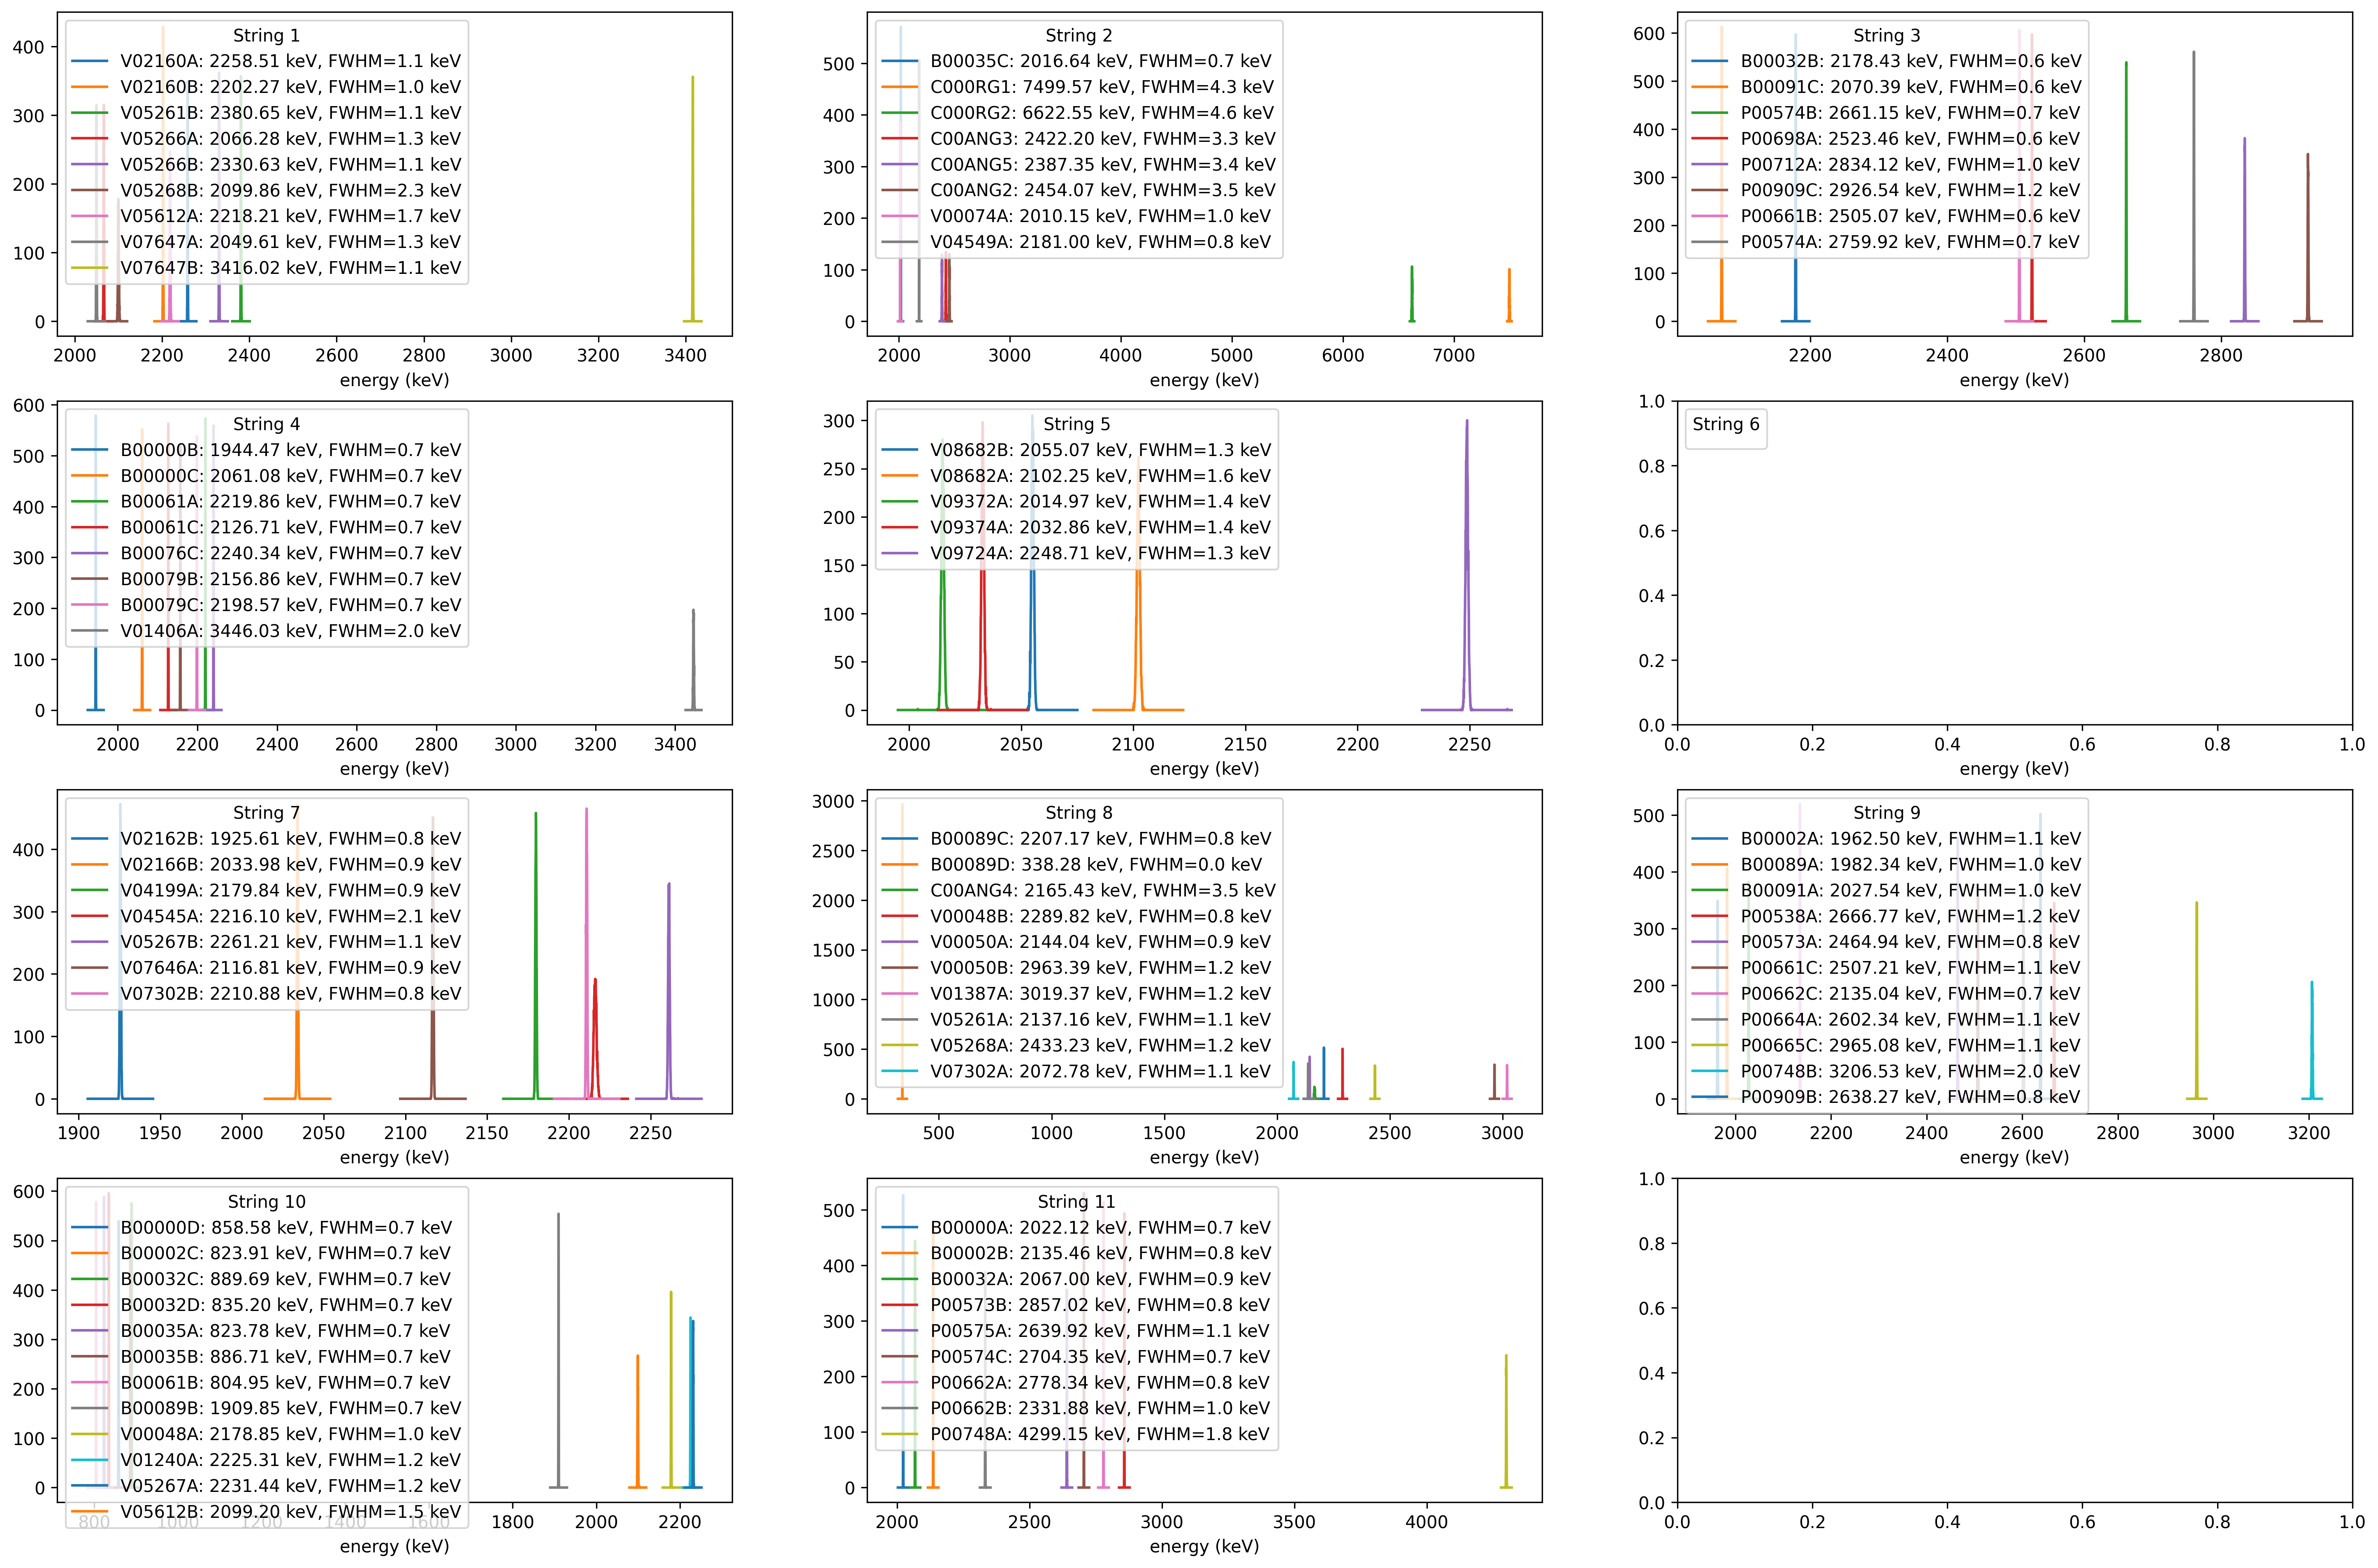 String 1
V02160A: 2258.51 keV, FWHM=1.1 keV
V02160B: 2202.27 keV, FWHM=1.0 keV
V05261B: 2380.65 keV, FWHM=1.1 keV
V05266A: 2066.28 keV, FWHM=1.3 keV
V05266B: 2330.63 keV, FWHM=1.1 keV
V05268B: 2099.86 keV, FWHM=2.3 keV
V05612A: 2218.21 keV, FWHM=1.7 keV
V07647A: 2049.61 keV, FWHM=1.3 keV
V07647B: 3416.02 keV, FWHM=1.1 keV
400
300
200
100
0
2000 2200 2400 2600 2800 3000 3200 3400
energy (keV)
String 2
B00035C: 2016.64 keV, FWHM=0.7 keV
C000RG1: 7499.57 keV, FWHM=4.3 keV
C000RG2: 6622.55 keV, FWHM=4.6 keV
C00ANG3: 2422.20 keV, FWHM=3.3 keV
C00ANG5: 2387.35 keV, FWHM=3.4 keV
C00ANG2: 2454.07 keV, FWHM=3.5 keV
V00074A: 2010.15 keV, FWHM=1.0 keV
V04549A: 2181.00 keV, FWHM=0.8 keV
500
400
300
200
100
0
2000 3000 4000 5000 6000 7000
energy (keV)
String 3
B00032B: 2178.43 keV, FWHM=0.6 keV
B00091C: 2070.39 keV, FWHM=0.6 keV
P00574B: 2661.15 keV, FWHM=0.7 keV
P00698A: 2523.46 keV, FWHM=0.6 keV
P00712A: 2834.12 keV, FWHM=1.0 keV
P00909C: 2926.54 keV, FWHM=1.2 keV
P00661B: 2505.07 keV, FWHM=0.6 keV
P00574A: 2759.92 keV, FWHM=0.7 keV
600
500
400
300
200
100
0
2200 2400 2600 2800
energy (keV)
String 4
B00000B: 1944.47 keV, FWHM=0.7 keV
B00000C: 2061.08 keV, FWHM=0.7 keV
B00061A: 2219.86 keV, FWHM=0.7 keV
B00061C: 2126.71 keV, FWHM=0.7 keV
B00076C: 2240.34 keV, FWHM=0.7 keV
B00079B: 2156.86 keV, FWHM=0.7 keV
B00079C: 2198.57 keV, FWHM=0.7 keV
V01406A: 3446.03 keV, FWHM=2.0 keV
600
500
400
300
200
100
0
2000 2200 2400 2600 2800 3000 3200 3400
energy (keV)
String 5
V08682B: 2055.07 keV, FWHM=1.3 keV
V08682A: 2102.25 keV, FWHM=1.6 keV
V09372A: 2014.97 keV, FWHM=1.4 keV
V09374A: 2032.86 keV, FWHM=1.4 keV
V09724A: 2248.71 keV, FWHM=1.3 keV
300
250
200
150
100
50
0
2000 2050 2100 2150 2200 2250
energy (keV)
String 6
1.0
0.8
0.6
0.4
0.2
0.0
0.0 0.2 0.4 0.6 0.8 1.0
energy (keV)
String 7
V02162B: 1925.61 keV, FWHM=0.8 keV
V02166B: 2033.98 keV, FWHM=0.9 keV
V04199A: 2179.84 keV, FWHM=0.9 keV
V04545A: 2216.10 keV, FWHM=2.1 keV
V05267B: 2261.21 keV, FWHM=1.1 keV
V07646A: 2116.81 keV, FWHM=0.9 keV
V07302B: 2210.88 keV, FWHM=0.8 keV
400
300
200
100
0
1900 1950 2000 2050 2100 2150 2200 2250
energy (keV)
String 8
B00089C: 2207.17 keV, FWHM=0.8 keV
B00089D: 338.28 keV, FWHM=0.0 keV
C00ANG4: 2165.43 keV, FWHM=3.5 keV
V00048B: 2289.82 keV, FWHM=0.8 keV
V00050A: 2144.04 keV, FWHM=0.9 keV
V00050B: 2963.39 keV, FWHM=1.2 keV
V01387A: 3019.37 keV, FWHM=1.2 keV
V05261A: 2137.16 keV, FWHM=1.1 keV
V05268A: 2433.23 keV, FWHM=1.2 keV
V07302A: 2072.78 keV, FWHM=1.1 keV
3000
2500
2000
1500
1000
500
0
500 1000 1500 2000 2500 3000
energy (keV)
String 9
B00002A: 1962.50 keV, FWHM=1.1 keV
B00089A: 1982.34 keV, FWHM=1.0 keV
B00091A: 2027.54 keV, FWHM=1.0 keV
P00538A: 2666.77 keV, FWHM=1.2 keV
P00573A: 2464.94 keV, FWHM=0.8 keV
P00661C: 2507.21 keV, FWHM=1.1 keV
P00662C: 2135.04 keV, FWHM=0.7 keV
P00664A: 2602.34 keV, FWHM=1.1 keV
P00665C: 2965.08 keV, FWHM=1.1 keV
P00748B: 3206.53 keV, FWHM=2.0 keV
P00909B: 2638.27 keV, FWHM=0.8 keV
500
400
300
200
100
0
2000 2200 2400 2600 2800 3000 3200
energy (keV)
String 10
B00000D: 858.58 keV, FWHM=0.7 keV
B00002C: 823.91 keV, FWHM=0.7 keV
B00032C: 889.69 keV, FWHM=0.7 keV
B00032D: 835.20 keV, FWHM=0.7 keV
B00035A: 823.78 keV, FWHM=0.7 keV
B00035B: 886.71 keV, FWHM=0.7 keV
B00061B: 804.95 keV, FWHM=0.7 keV
B00089B: 1909.85 keV, FWHM=0.7 keV
V00048A: 2178.85 keV, FWHM=1.0 keV
V01240A: 2225.31 keV, FWHM=1.2 keV
V05267A: 2231.44 keV, FWHM=1.2 keV
V05612B: 2099.20 keV, FWHM=1.5 keV
600
500
400
300
200
100
0
800 1000 1200 1400 1600 1800 2000 2200
energy (keV)
String 11
B00000A: 2022.12 keV, FWHM=0.7 keV
B00002B: 2135.46 keV, FWHM=0.8 keV
B00032A: 2067.00 keV, FWHM=0.9 keV
P00573B: 2857.02 keV, FWHM=0.8 keV
P00575A: 2639.92 keV, FWHM=1.1 keV
P00574C: 2704.35 keV, FWHM=0.7 keV
P00662A: 2778.34 keV, FWHM=0.8 keV
P00662B: 2331.88 keV, FWHM=1.0 keV
P00748A: 4299.15 keV, FWHM=1.8 keV
500
400
300
200
100
0
2000 2500 3000 3500 4000
energy (keV)
1.0
0.8
0.6
0.4
0.2
0.0
0.0 0.2 0.4 0.6 0.8 1.0